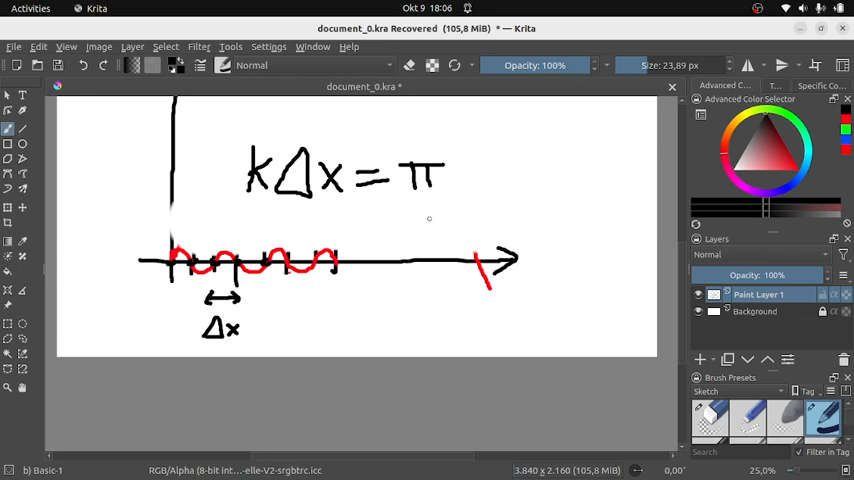 Activities
Krita
Okt 9 18:06
document_0.kra Recovered (105,8 MiB) * — Krita
File Edit View Image Layer Select Filter Tools Settings Window Help
Normal
Opacity: 100%
Size: 23,89 px
document_0.kra *
Advanced C...
T...
Specific Co...
Advanced Color Selector
kΔx = π
Δx
Layers
Normal
Opacity: 100%
Paint Layer 1
Background
Brush Presets
Sketch
Tag
Search
Filter in Tag
b) Basic-1
RGB/Alpha (8-bit int...-elle-V2-srgbtrc.icc
3.840 x 2.160 (105,8 MiB)
0,00°
25,0%